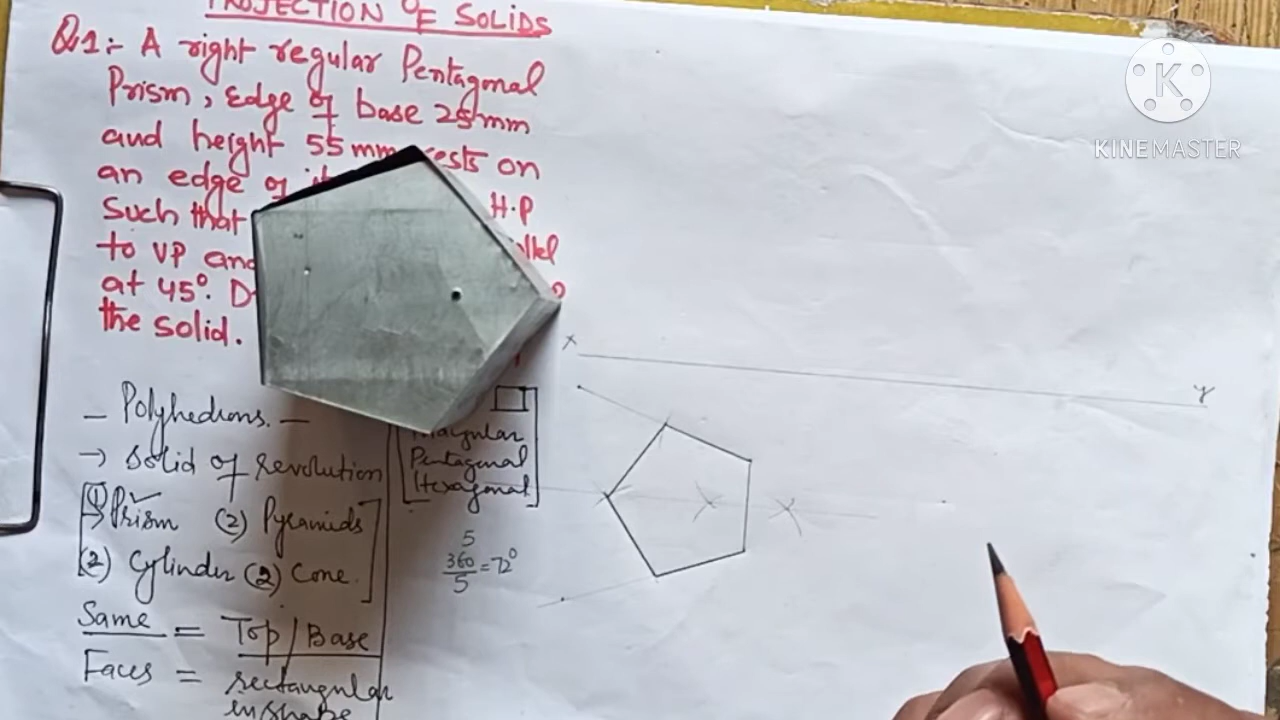 PROJECTION OF SOLIDS
Q1:- A right regular Pentagonal
Prism, Edge of base 25mm
and height 55mm rests on
an edge of
Such that H.P
to VP and
at 45°.
the solid.
X
Y
- Polyhedrons. -
→ Solid of revolution
(1) Prism (2) Pyramids
(2) Cylinder (2) Cone.
Pentagonal
Hexagonal
5
360/5 = 72°
Same = Top / Base
Faces = rectangular
in shape
K
KINEMASTER